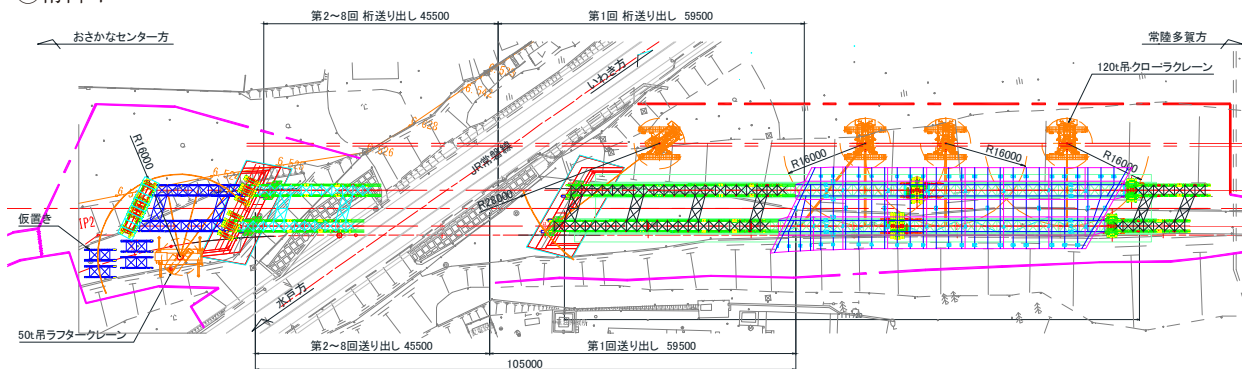 第2～8回 桁送り出し 45500
第1回 桁送り出し 59500
おさかなセンター方
常陸多賀方
120t吊クローラクレーン
いわき方
JR常磐線
水戸方
R16000
R26000
R16000
R16000
R16000
仮置き
IP2
50t吊ラフタークレーン
第2～8回送り出し 45500
第1回送り出し 59500
105000